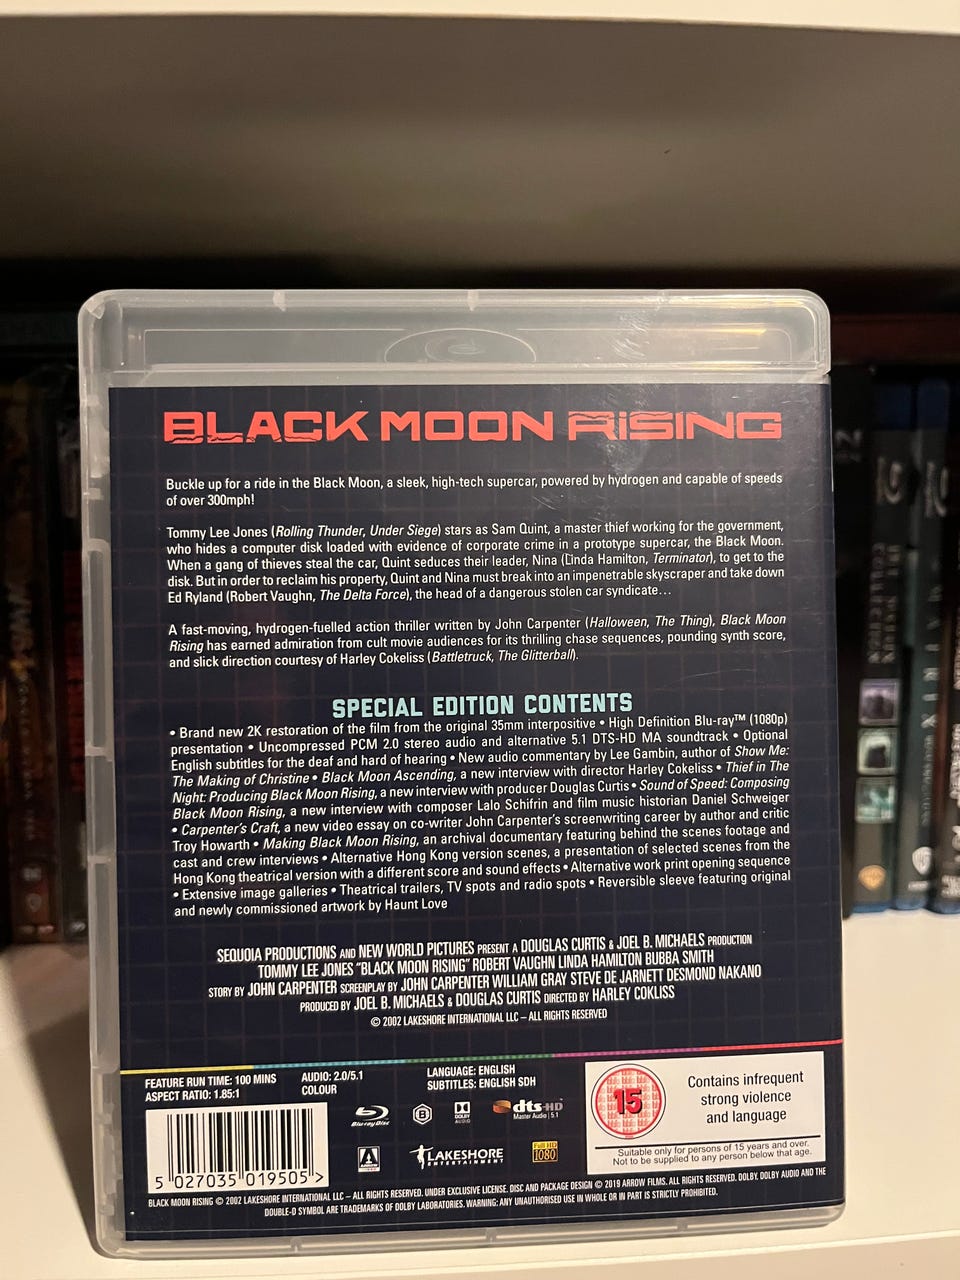 BLACK MOON RiSING
Buckle up for a ride in the Black Moon, a sleek, high-tech supercar, powered by hydrogen and capable of speeds
of over 300mph!
Tommy Lee Jones (Rolling Thunder, Under Siege) stars as Sam Quint, a master thief working for the government,
who hides a computer disk loaded with evidence of corporate crime in a prototype supercar, the Black Moon.
When a gang of thieves steal the car, Quint seduces their leader, Nina (Linda Hamilton, Terminator), to get to the
disk. But in order to reclaim his property, Quint and Nina must break into an impenetrable skyscraper and take down
Ed Ryland (Robert Vaughn, The Delta Force), the head of a dangerous stolen car syndicate...
A fast-moving, hydrogen-fuelled action thriller written by John Carpenter (Halloween, The Thing), Black Moon
Rising has earned admiration from cult movie audiences for its thrilling chase sequences, pounding synth score,
and slick direction courtesy of Harley Cokeliss (Battletruck, The Glitterball).
SPECIAL EDITION CONTENTS
• Brand new 2K restoration of the film from the original 35mm interpositive • High Definition Blu-ray™ (1080p)
presentation • Uncompressed PCM 2.0 stereo audio and alternative 5.1 DTS-HD MA soundtrack • Optional
English subtitles for the deaf and hard of hearing • New audio commentary by Lee Gambin, author of Show Me:
The Making of Christine • Black Moon Ascending, a new interview with director Harley Cokeliss • Thief in The
Night: Producing Black Moon Rising, a new interview with producer Douglas Curtis • Sound of Speed: Composing
Black Moon Rising, a new interview with composer Lalo Schifrin and film music historian Daniel Schweiger
• Carpenter's Craft, a new video essay on co-writer John Carpenter's screenwriting career by author and critic
Troy Howarth • Making Black Moon Rising, an archival documentary featuring behind the scenes footage and
cast and crew interviews • Alternative Hong Kong version scenes, a presentation of selected scenes from the
Hong Kong theatrical version with a different score and sound effects • Alternative work print opening sequence
• Extensive image galleries • Theatrical trailers, TV spots and radio spots • Reversible sleeve featuring original
and newly commissioned artwork by Haunt Love
SEQUOIA PRODUCTIONS AND NEW WORLD PICTURES PRESENT A DOUGLAS CURTIS & JOEL B. MICHAELS PRODUCTION
TOMMY LEE JONES "BLACK MOON RISING" ROBERT VAUGHN LINDA HAMILTON BUBBA SMITH
STORY BY JOHN CARPENTER SCREENPLAY BY JOHN CARPENTER WILLIAM GRAY STEVE DE JARNETT DESMOND NAKANO
PRODUCED BY JOEL B. MICHAELS & DOUGLAS CURTIS DIRECTED BY HARLEY COKLISS
© 2002 LAKESHORE INTERNATIONAL LLC – ALL RIGHTS RESERVED
FEATURE RUN TIME: 100 MINS
ASPECT RATIO: 1.85:1
AUDIO: 2.0/5.1
COLOUR
LANGUAGE: ENGLISH
SUBTITLES: ENGLISH SDH
Blu-ray Disc
B
DOLBY
AUDIO
dts-HD
Master Audio | 5.1
ARROW
LAKESHORE
ENTERTAINMENT
Full HD
1080
15
Contains infrequent
strong violence
and language
Suitable only for persons of 15 years and over.
Not to be supplied to any person below that age.
5 027035 019505 >
BLACK MOON RISING © 2002 LAKESHORE INTERNATIONAL LLC – ALL RIGHTS RESERVED. UNDER EXCLUSIVE LICENSE. DISC AND PACKAGE DESIGN © 2019 ARROW FILMS. ALL RIGHTS RESERVED. DOLBY, DOLBY AUDIO AND THE
DOUBLE-D SYMBOL ARE TRADEMARKS OF DOLBY LABORATORIES. WARNING: ANY UNAUTHORISED USE IN WHOLE OR IN PART IS STRICTLY PROHIBITED.